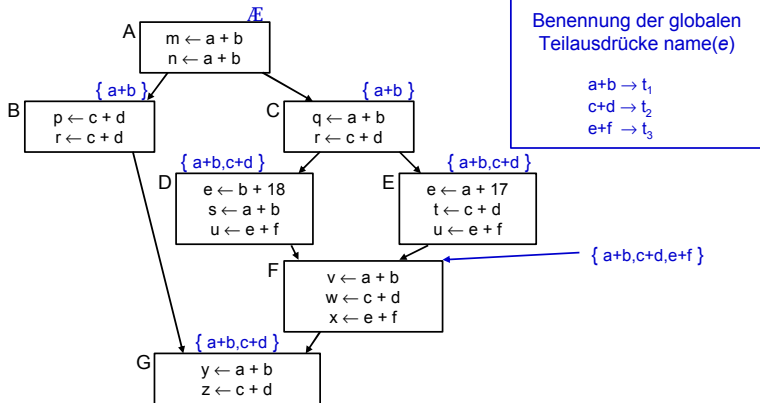 Æ
A
m ← a + b
n ← a + b
Benennung der globalen
Teilausdrücke name(e)
a+b → t₁
c+d → t₂
e+f → t₃
{ a+b }
B
p ← c + d
r ← c + d
{ a+b }
C
q ← a + b
r ← c + d
{ a+b,c+d }
D
e ← b + 18
s ← a + b
u ← e + f
{ a+b,c+d }
E
e ← a + 17
t ← c + d
u ← e + f
{ a+b,c+d,e+f }
F
v ← a + b
w ← c + d
x ← e + f
{ a+b,c+d }
G
y ← a + b
z ← c + d